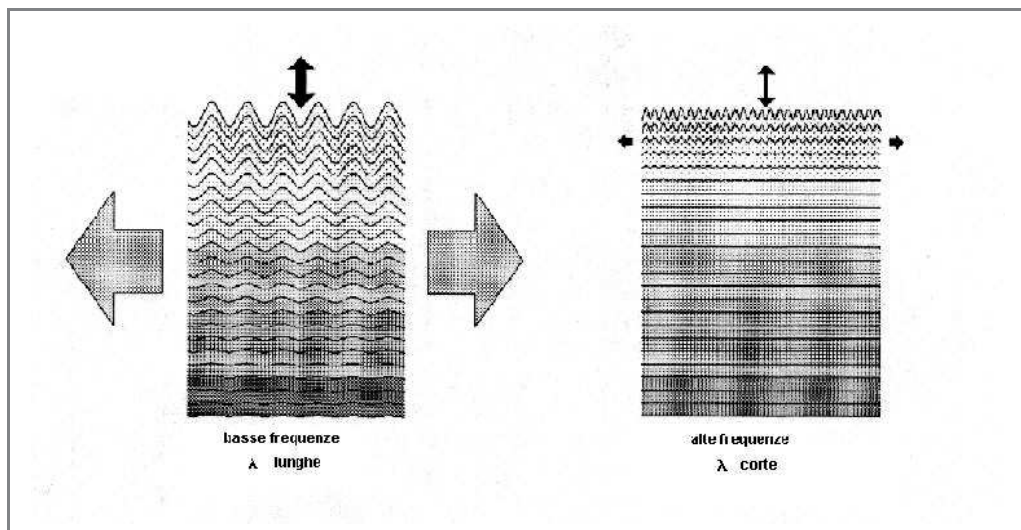 basse frequenze
λ lunghe
alte frequenze
λ corte